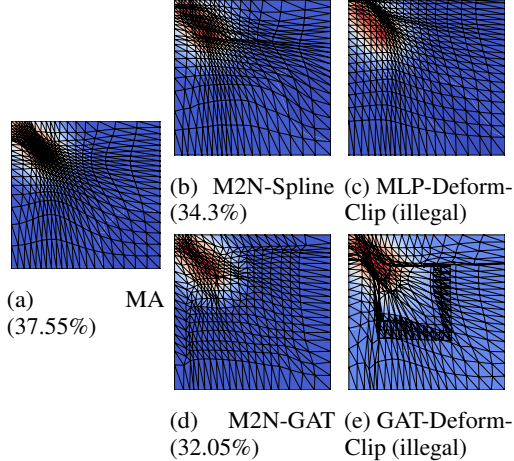 (b) M2N-Spline
(34.3%)
(c) MLP-Deform-
Clip (illegal)
(a) MA
(37.55%)
(d) M2N-GAT
(32.05%)
(e) GAT-Deform-
Clip (illegal)